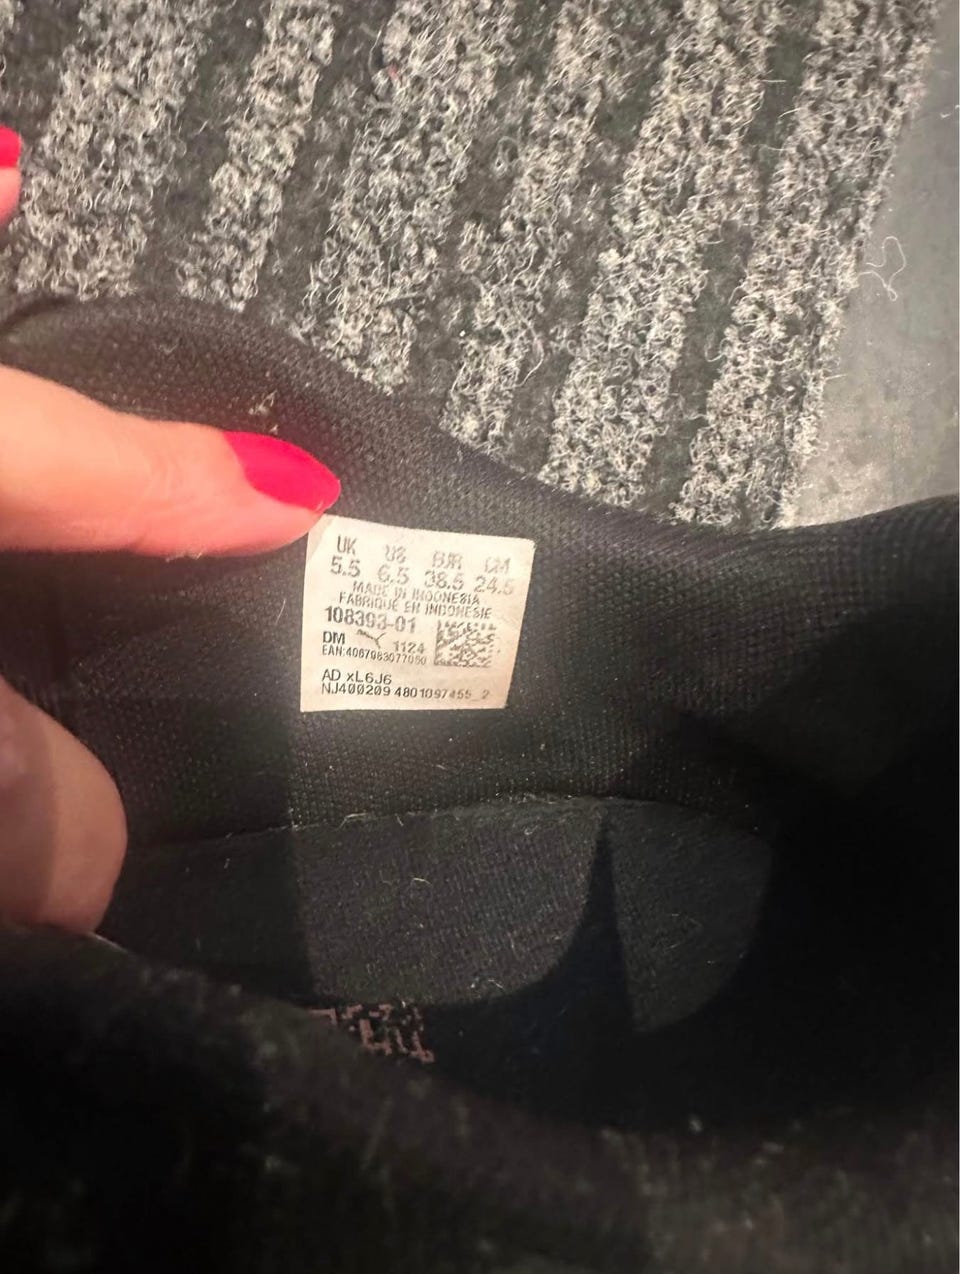 UK US EUR CM
5.5 6.5 38.5 24.5
MADE IN INDONESIA
FABRIQUÉ EN INDONESIE
108393-01
DM 1124
EAN:4067983077050
AD xL6J6
NJ400209 4801097455_2